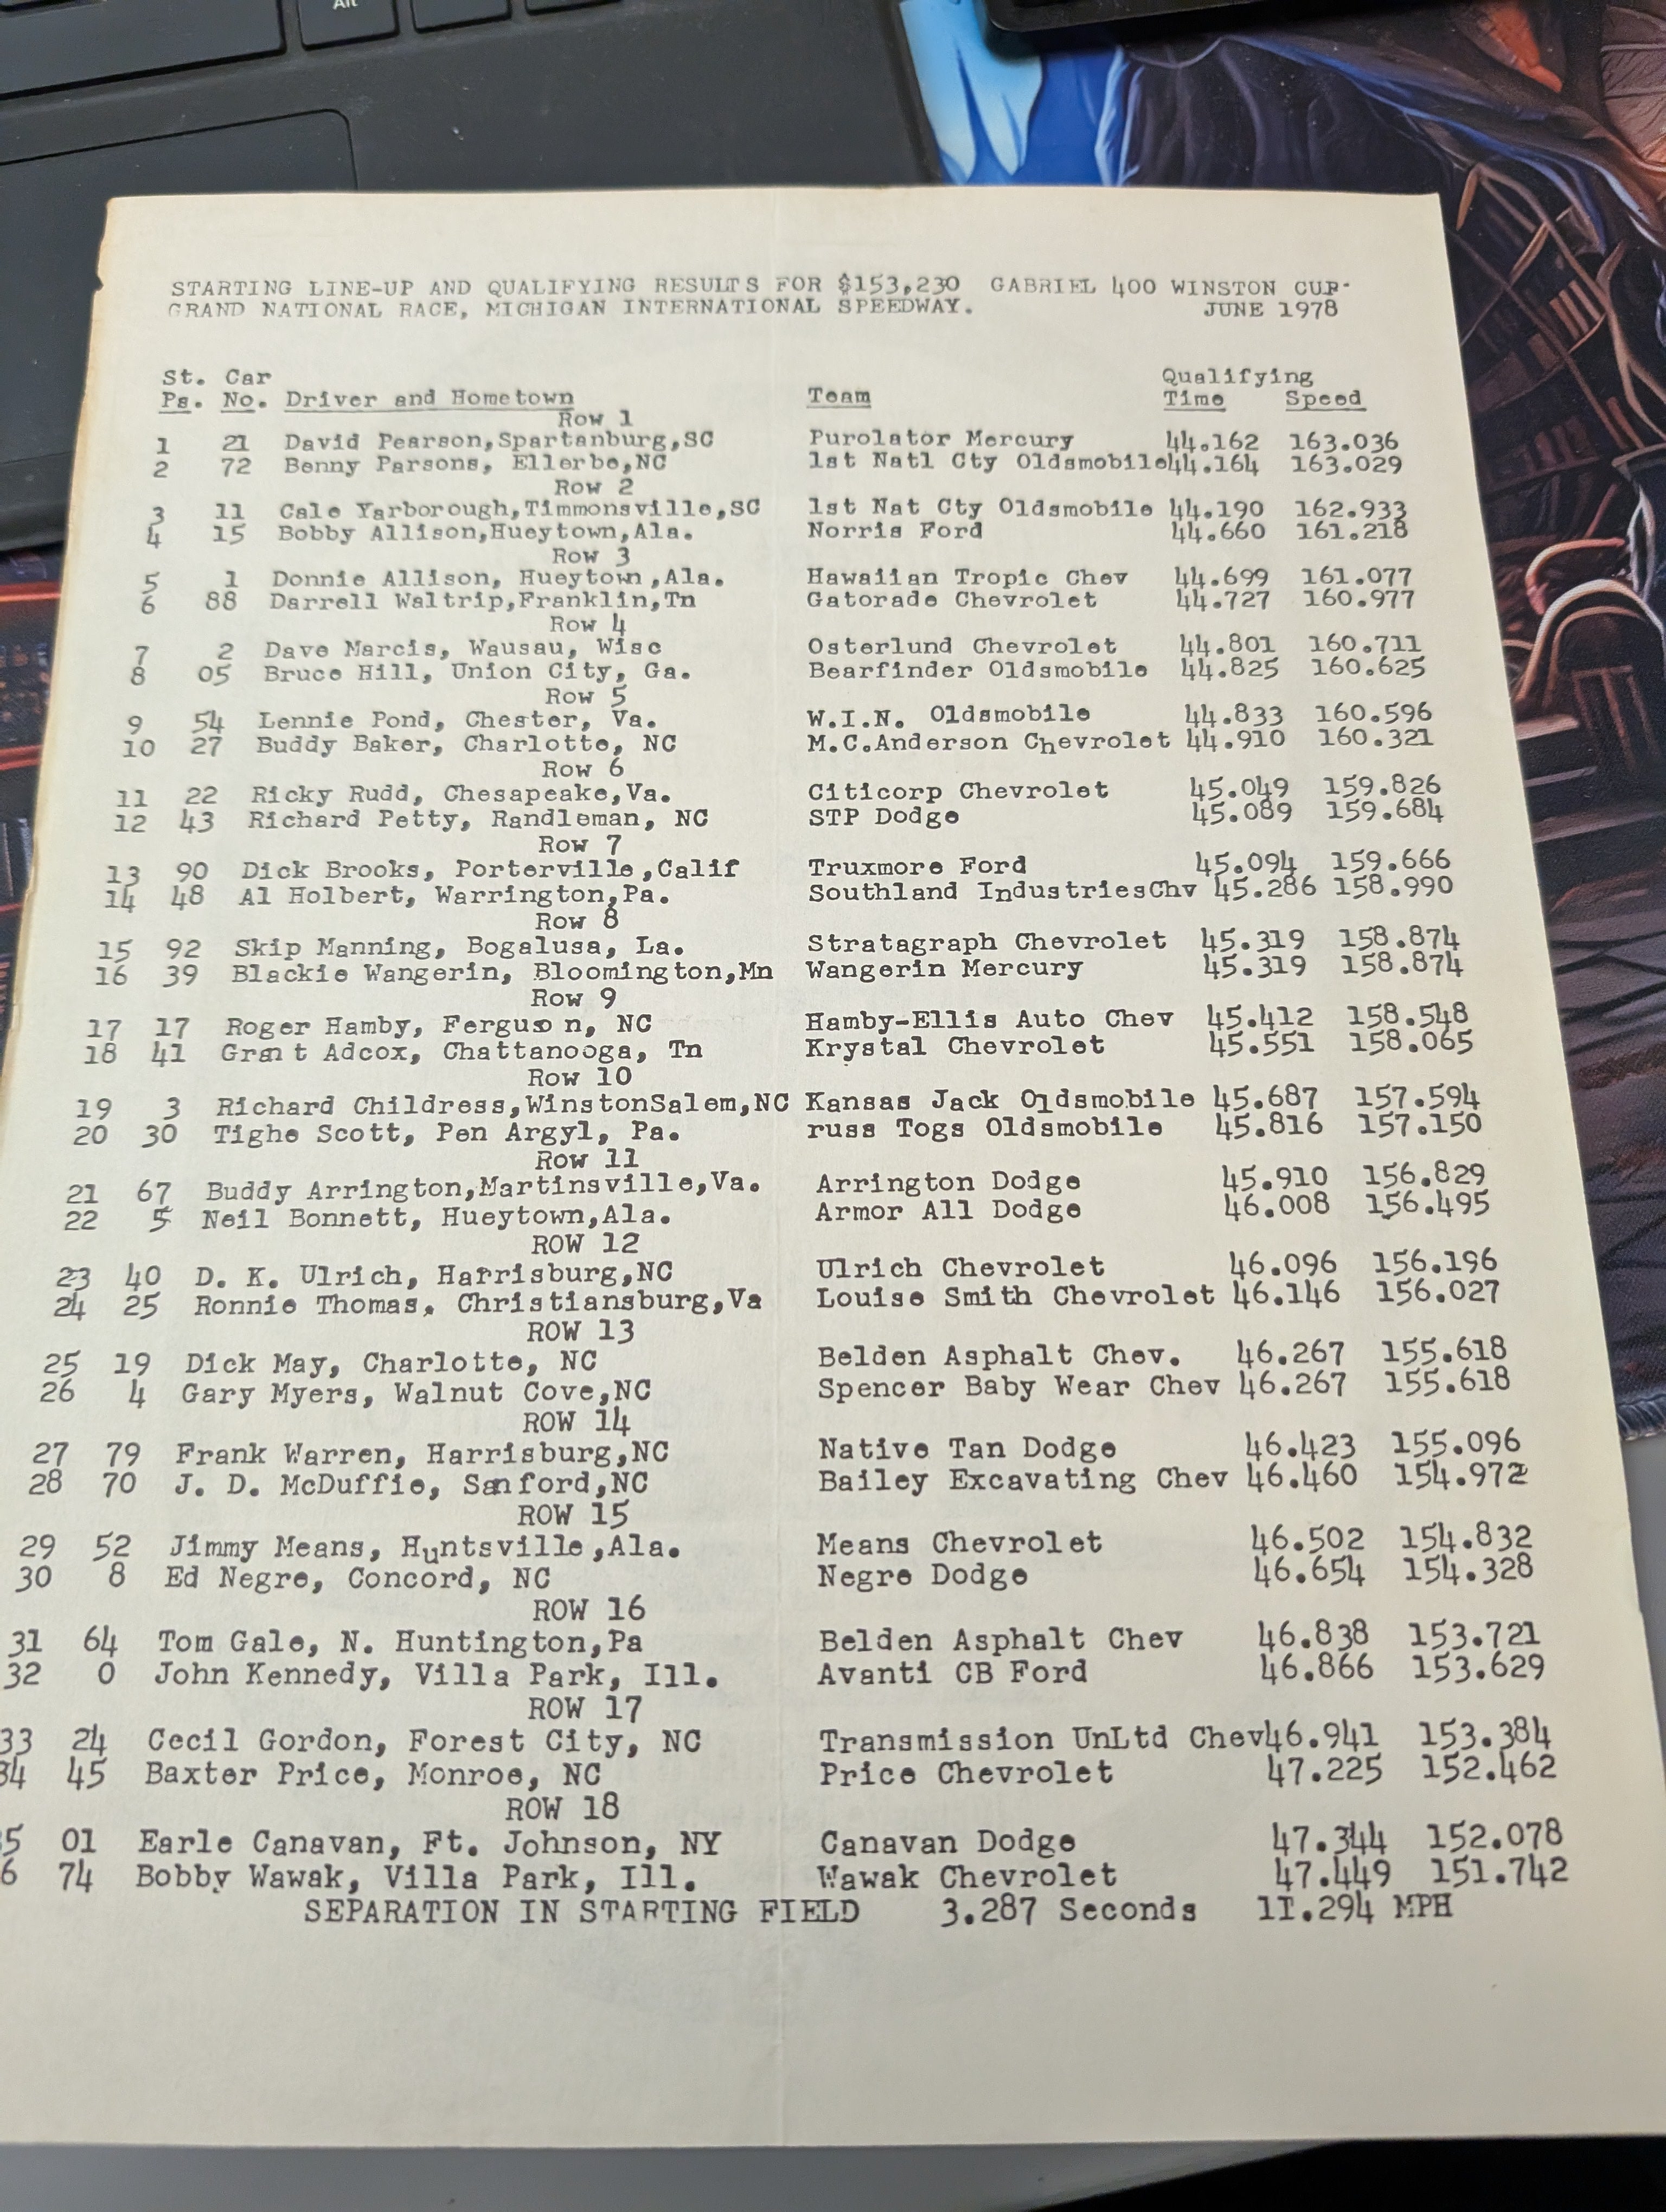 Alt
STARTING LINE-UP AND QUALIFYING RESULTS FOR $153,230 GABRIEL 400 WINSTON CUP-
GRAND NATIONAL RACE, MICHIGAN INTERNATIONAL SPEEDWAY. JUNE 1978
St. Car Qualifying
Ps. No. Driver and Hometown Team Time Speed
Row 1
1 21 David Pearson,Spartanburg,SC Purolator Mercury 44.162 163.036
2 72 Benny Parsons, Ellerbe,NC 1st Natl Cty Oldsmobile44.164 163.029
Row 2
3 11 Cale Yarborough,Timmonsville,SC 1st Nat Cty Oldsmobile 44.190 162.933
4 15 Bobby Allison,Hueytown,Ala. Norris Ford 44.660 161.218
Row 3
5 1 Donnie Allison, Hueytown,Ala. Hawaiian Tropic Chev 44.699 161.077
6 88 Darrell Waltrip,Franklin,Tn Gatorade Chevrolet 44.727 160.977
Row 4
7 2 Dave Marcis, Wausau, Wisc Osterlund Chevrolet 44.801 160.711
8 05 Bruce Hill, Union City, Ga. Bearfinder Oldsmobile 44.825 160.625
Row 5
9 54 Lennie Pond, Chester, Va. W.I.N. Oldsmobile 44.833 160.596
10 27 Buddy Baker, Charlotte, NC M.C.Anderson Chevrolet 44.910 160.321
Row 6
11 22 Ricky Rudd, Chesapeake,Va. Citicorp Chevrolet 45.049 159.826
12 43 Richard Petty, Randleman, NC STP Dodge 45.089 159.684
Row 7
13 90 Dick Brooks, Porterville,Calif Truxmore Ford 45.094 159.666
14 48 Al Holbert, Warrington,Pa. Southland IndustriesChv 45.286 158.990
Row 8
15 92 Skip Manning, Bogalusa, La. Stratagraph Chevrolet 45.319 158.874
16 39 Blackie Wangerin, Bloomington,Mn Wangerin Mercury 45.319 158.874
Row 9
17 17 Roger Hamby, Ferguson, NC Hamby-Ellis Auto Chev 45.412 158.548
18 41 Grant Adcox, Chattanooga, Tn Krystal Chevrolet 45.551 158.065
Row 10
19 3 Richard Childress,WinstonSalem,NC Kansas Jack Oldsmobile 45.687 157.594
20 30 Tighe Scott, Pen Argyl, Pa. russ Togs Oldsmobile 45.816 157.150
Row 11
21 67 Buddy Arrington,Martinsville,Va. Arrington Dodge 45.910 156.829
22 5 Neil Bonnett, Hueytown,Ala. Armor All Dodge 46.008 156.495
ROW 12
23 40 D. K. Ulrich, Harrisburg,NC Ulrich Chevrolet 46.096 156.196
24 25 Ronnie Thomas, Christiansburg,Va Louise Smith Chevrolet 46.146 156.027
ROW 13
25 19 Dick May, Charlotte, NC Belden Asphalt Chev. 46.267 155.618
26 4 Gary Myers, Walnut Cove,NC Spencer Baby Wear Chev 46.267 155.618
ROW 14
27 79 Frank Warren, Harrisburg,NC Native Tan Dodge 46.423 155.096
28 70 J. D. McDuffie, Sanford,NC Bailey Excavating Chev 46.460 154.972
ROW 15
29 52 Jimmy Means, Huntsville,Ala. Means Chevrolet 46.502 154.832
30 8 Ed Negre, Concord, NC Negre Dodge 46.654 154.328
ROW 16
31 64 Tom Gale, N. Huntington,Pa Belden Asphalt Chev 46.838 153.721
32 0 John Kennedy, Villa Park, Ill. Avanti CB Ford 46.866 153.629
ROW 17
33 24 Cecil Gordon, Forest City, NC Transmission UnLtd Chev46.941 153.384
34 45 Baxter Price, Monroe, NC Price Chevrolet 47.225 152.462
ROW 18
5 01 Earle Canavan, Ft. Johnson, NY Canavan Dodge 47.344 152.078
6 74 Bobby Wawak, Villa Park, Ill. Wawak Chevrolet 47.449 151.742
SEPARATION IN STARTING FIELD 3.287 Seconds 11.294 MPH